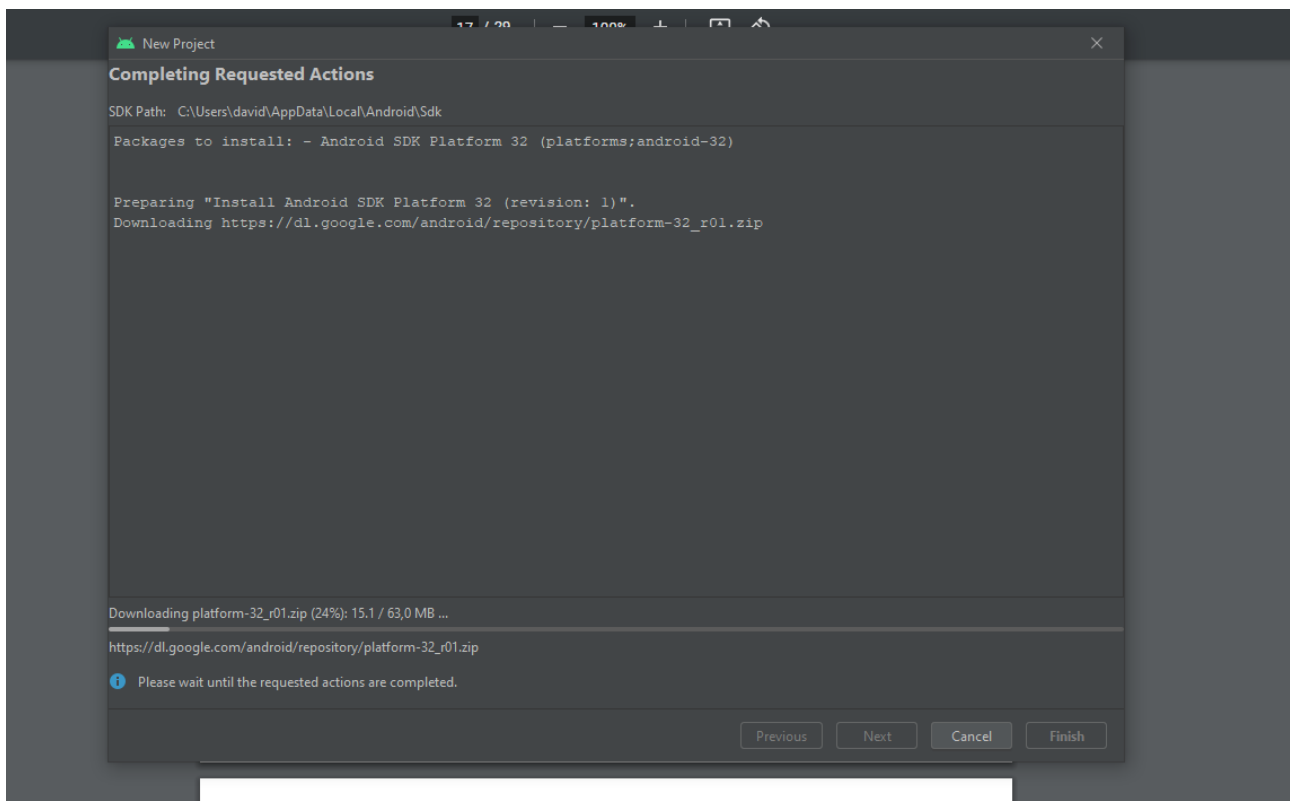 17 / 29 — 100% +
New Project
Completing Requested Actions
SDK Path: C:\Users\david\AppData\Local\Android\Sdk
Packages to install: - Android SDK Platform 32 (platforms;android-32)
Preparing "Install Android SDK Platform 32 (revision: 1)".
Downloading https://dl.google.com/android/repository/platform-32_r01.zip
Downloading platform-32_r01.zip (24%): 15.1 / 63,0 MB ...
https://dl.google.com/android/repository/platform-32_r01.zip
Please wait until the requested actions are completed.
Previous Next Cancel Finish